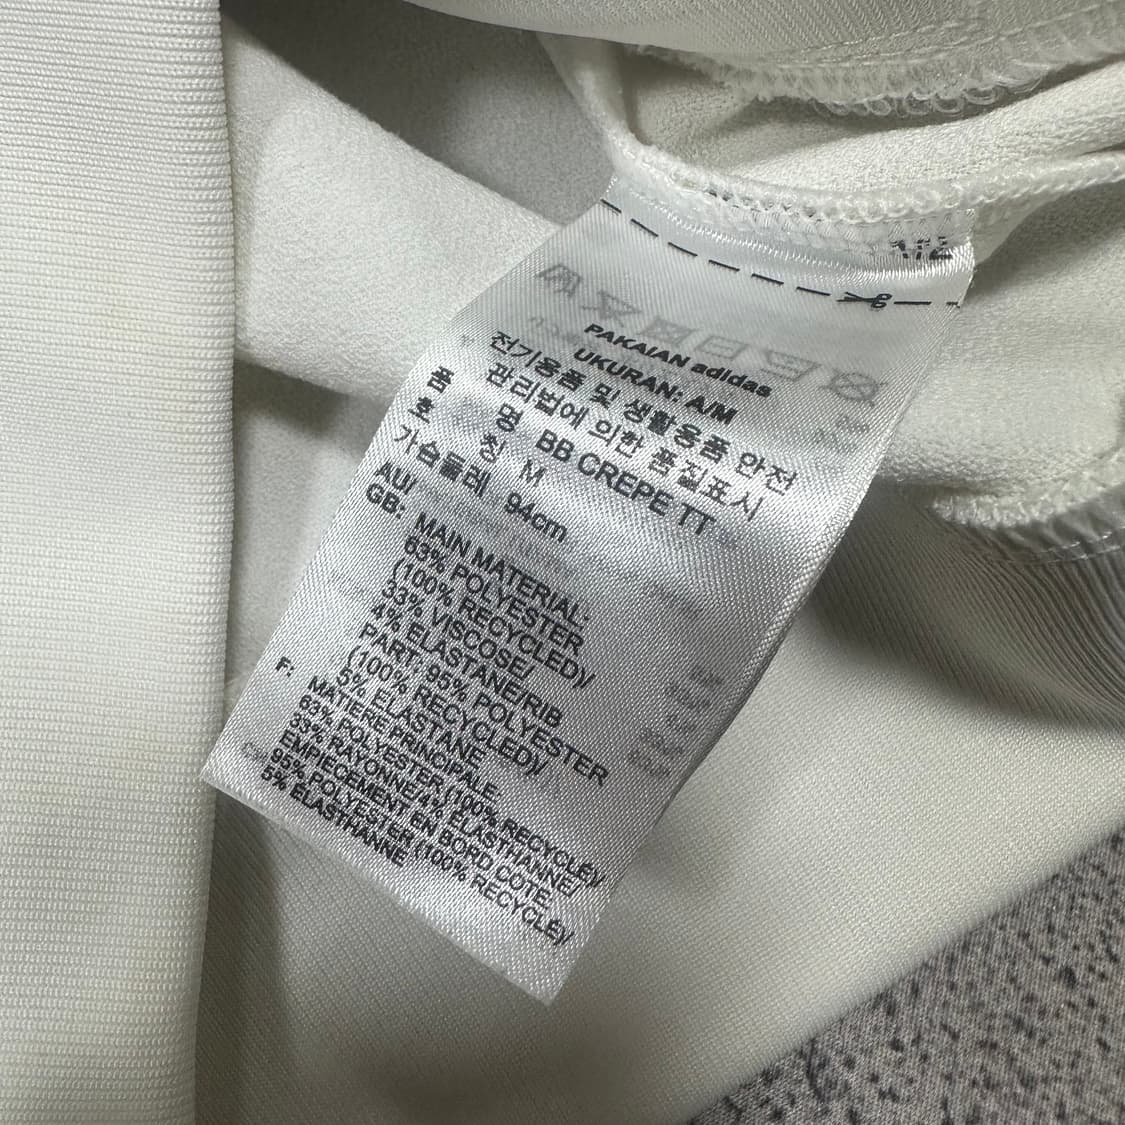 PAKAIAN adidas
UKURAN: A/M
전기용품 및 생활용품 안전
관리법에 의한 품질표시
품 명 BB CREPE TT
호 칭 M
가슴둘레 94cm
AU/
GB: MAIN MATERIAL:
63% POLYESTER
(100% RECYCLED)/
33% VISCOSE/
4% ELASTANE/RIB
PART: 95% POLYESTER
(100% RECYCLED)/
5% ELASTANE
F: MATIÈRE PRINCIPALE.
63% POLYESTER (100% RECYCLÉ)/
33% RAYONNE/4% ÉLASTHANNE/
EMPIECEMENT EN BORD COTE.
95% POLYESTER (100% RECYCLÉ)/
5% ÉLASTHANNE